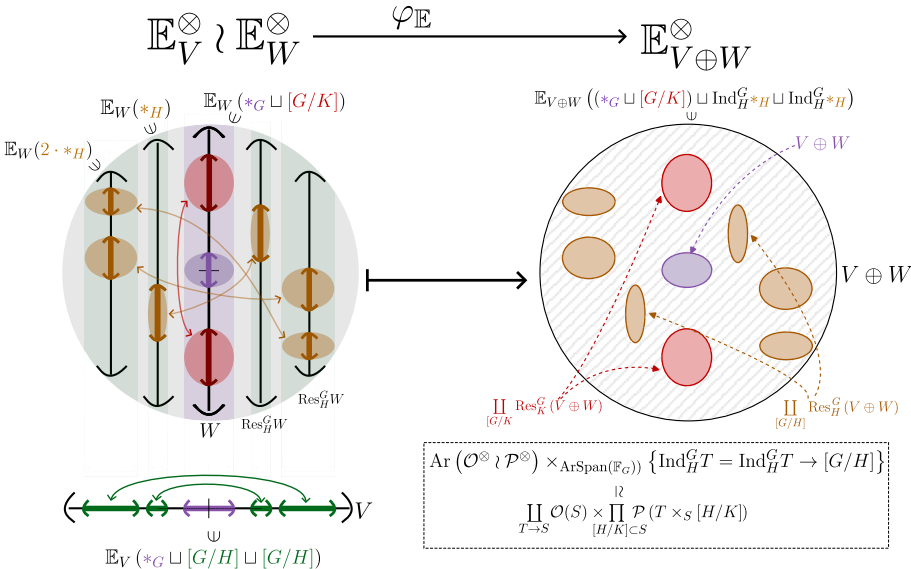 𝔼_V^⊗ ≀ 𝔼_W^⊗ φ_𝔼 𝔼_{V⊕W}^⊗
𝔼_W(*_H) 𝔼_W(*_G ⊔ [G/K]) 𝔼_{V⊕W}((*_G ⊔ [G/K]) ⊔ Ind_H^G *_H ⊔ Ind_H^G *_H)
𝔼_W(2 · *_H) V ⊕ W
V ⊕ W
W Res_H^G W Res_H^G W
∐_{[G/K} Res_K^G (V ⊕ W) ∐_{[G/H]} Res_H^G (V ⊕ W)
Ar (𝒪^⊗ ≀ 𝒫^⊗) ×_{ArSpan(𝔽_G))} {Ind_H^G T = Ind_H^G T → [G/H]}
≀∥
∐_{T→S} 𝒪(S) × ∏_{[H/K]⊂S} 𝒫 (T ×_S [H/K])
V
𝔼_V (*_G ⊔ [G/H] ⊔ [G/H])